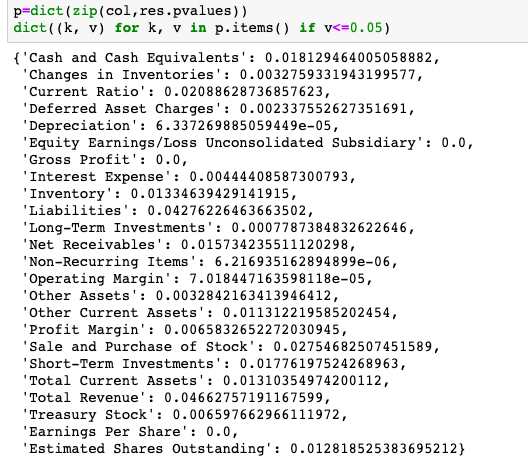 p=dict(zip(col,res.pvalues))
dict((k, v) for k, v in p.items() if v<=0.05)
{'Cash and Cash Equivalents': 0.018129464005058882,
'Changes in Inventories': 0.0032759331943199577,
'Current Ratio': 0.02088628736857623,
'Deferred Asset Charges': 0.002337552627351691,
'Depreciation': 6.337269885059449e-05,
'Equity Earnings/Loss Unconsolidated Subsidiary': 0.0,
'Gross Profit': 0.0,
'Interest Expense': 0.00444408587300793,
'Inventory': 0.01334639429141915,
'Liabilities': 0.04276226463663502,
'Long-Term Investments': 0.0007787384832622646,
'Net Receivables': 0.015734235511120298,
'Non-Recurring Items': 6.216935162894899e-06,
'Operating Margin': 7.018447163598118e-05,
'Other Assets': 0.0032842163413946412,
'Other Current Assets': 0.011312219585202454,
'Profit Margin': 0.0065832652272030945,
'Sale and Purchase of Stock': 0.02754682507451589,
'Short-Term Investments': 0.01776197524268963,
'Total Current Assets': 0.01310354974200112,
'Total Revenue': 0.04662757191167599,
'Treasury Stock': 0.006597662966111972,
'Earnings Per Share': 0.0,
'Estimated Shares Outstanding': 0.012818525383695212}